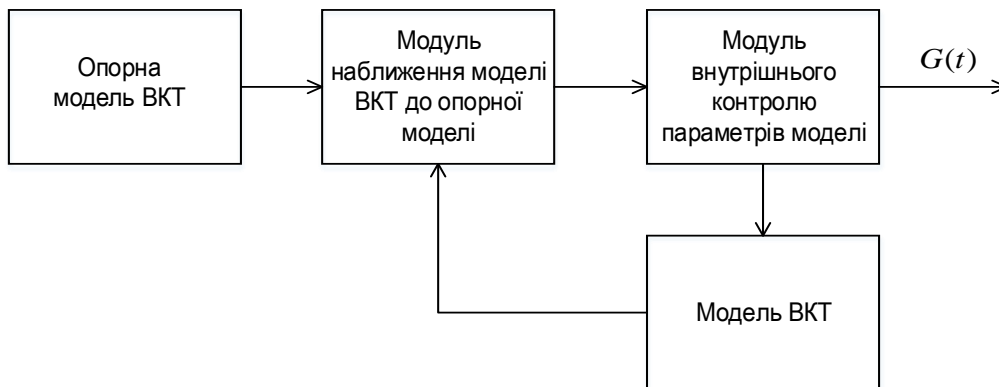 Опорна
модель ВКТ
Модуль
наближення моделі
ВКТ до опорної
моделі
Модуль
внутрішнього
контролю
параметрів моделі
G(t)
Модель ВКТ